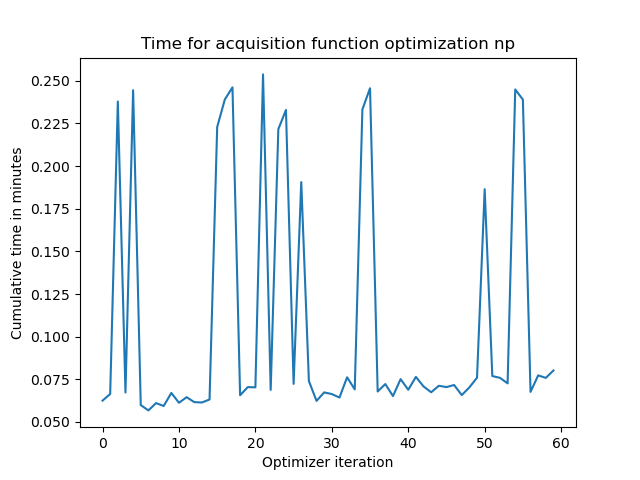 Time for acquisition function optimization np
Cumulative time in minutes
0.250
0.225
0.200
0.175
0.150
0.125
0.100
0.075
0.050
0 10 20 30 40 50 60
Optimizer iteration